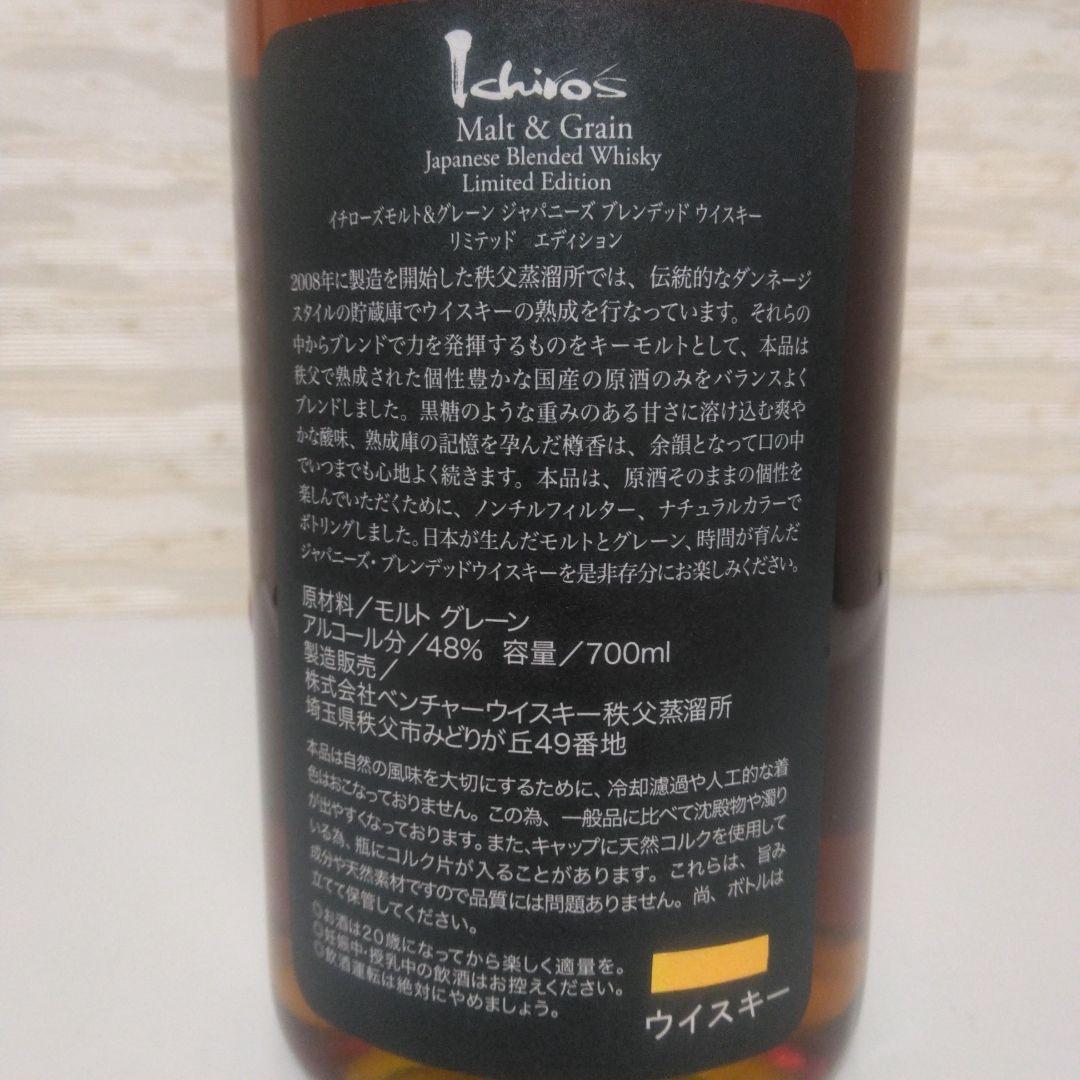 Ichiro's
Malt & Grain
Japanese Blended Whisky
Limited Edition
イチローズモルト&グレーン ジャパニーズ ブレンデッド ウイスキー
リミテッド エディション
2008年に製造を開始した秩父蒸溜所では、伝統的なダンネージ
スタイルの貯蔵庫でウイスキーの熟成を行なっています。それらの
中からブレンドで力を発揮するものをキーモルトとして、本品は
秩父で熟成された個性豊かな国産の原酒のみをバランスよく
ブレンドしました。黒糖のような重みのある甘さに溶け込む爽や
かな酸味、熟成庫の記憶を孕んだ樽香は、余韻となって口の中
でいつまでも心地よく続きます。本品は、原酒そのままの個性を
楽しんでいただくために、ノンチルフィルター、ナチュラルカラーで
ボトリングしました。日本が生んだモルトとグレーン、時間が育んだ
ジャパニーズ・ブレンデッドウイスキーを是非存分にお楽しみください。
原材料/モルト グレーン
アルコール分/48% 容量/700ml
製造販売/
株式会社ベンチャーウイスキー秩父蒸溜所
埼玉県秩父市みどりが丘49番地
本品は自然の風味を大切にするために、冷却濾過や人工的な着
色はおこなっておりません。この為、一般品に比べて沈殿物や濁り
が出やすくなっております。また、キャップに天然コルクを使用して
いる為、瓶にコルク片が入ることがあります。これらは、旨み
成分や天然素材ですので品質には問題ありません。尚、ボトルは
立てて保管してください。
◎お酒は20歳になってから楽しく適量を。
◎妊娠中・授乳中の飲酒はお控えください。
◎飲酒運転は絶対にやめましょう。
ウイスキー